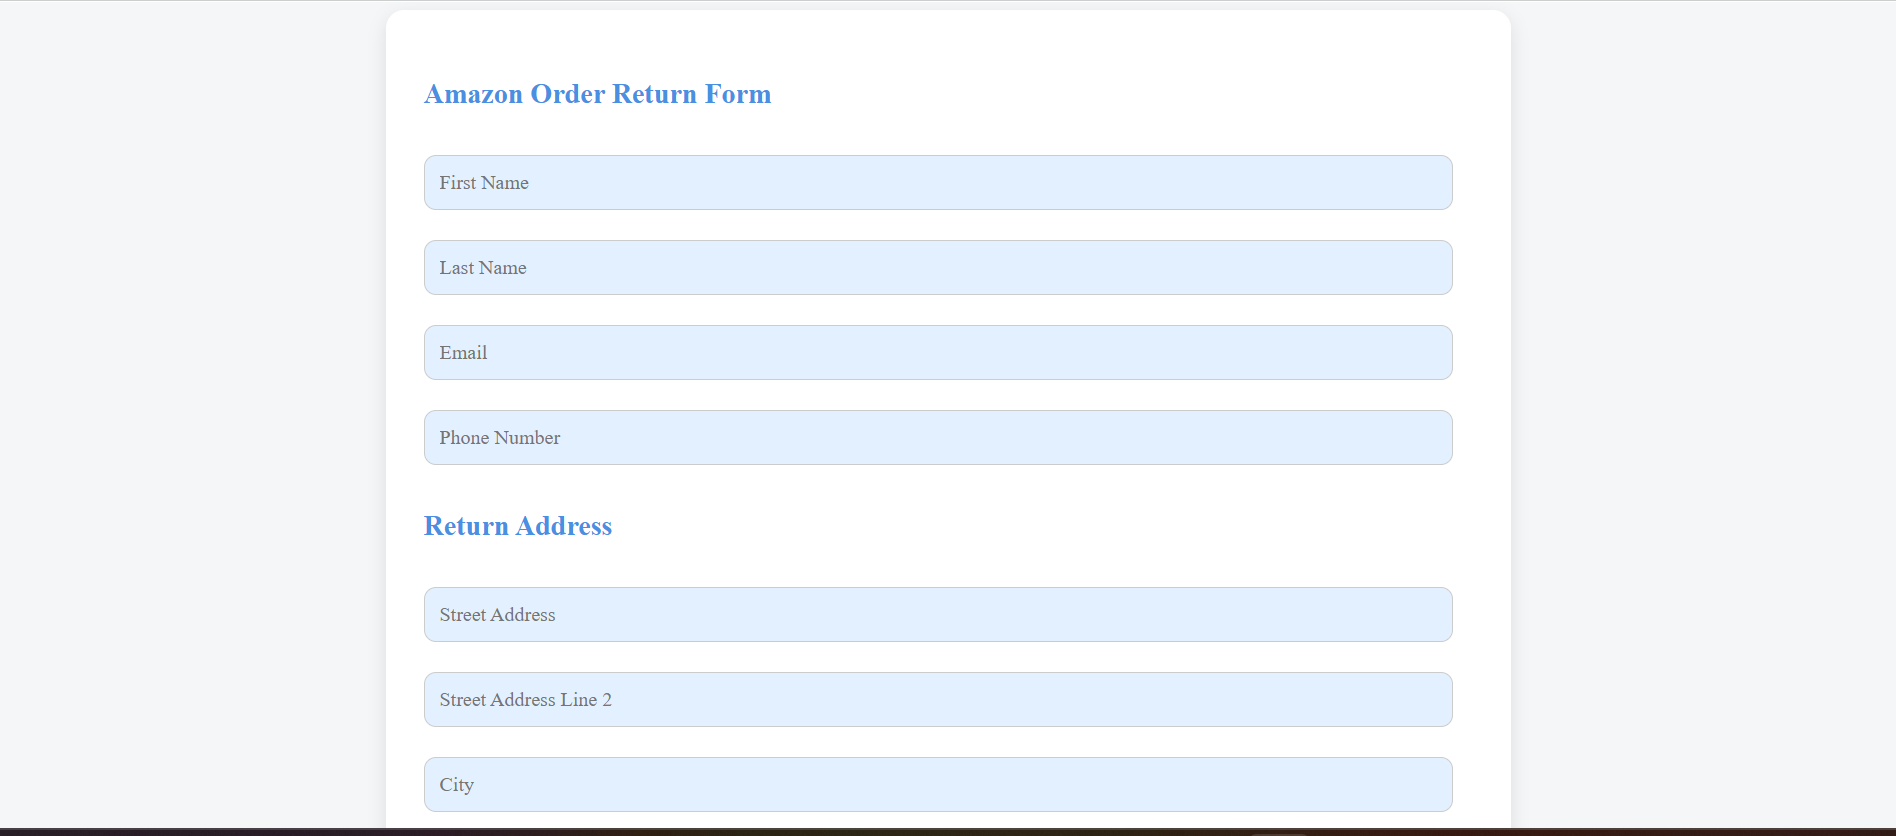 Amazon Order Return Form
First Name
Last Name
Email
Phone Number
Return Address
Street Address
Street Address Line 2
City